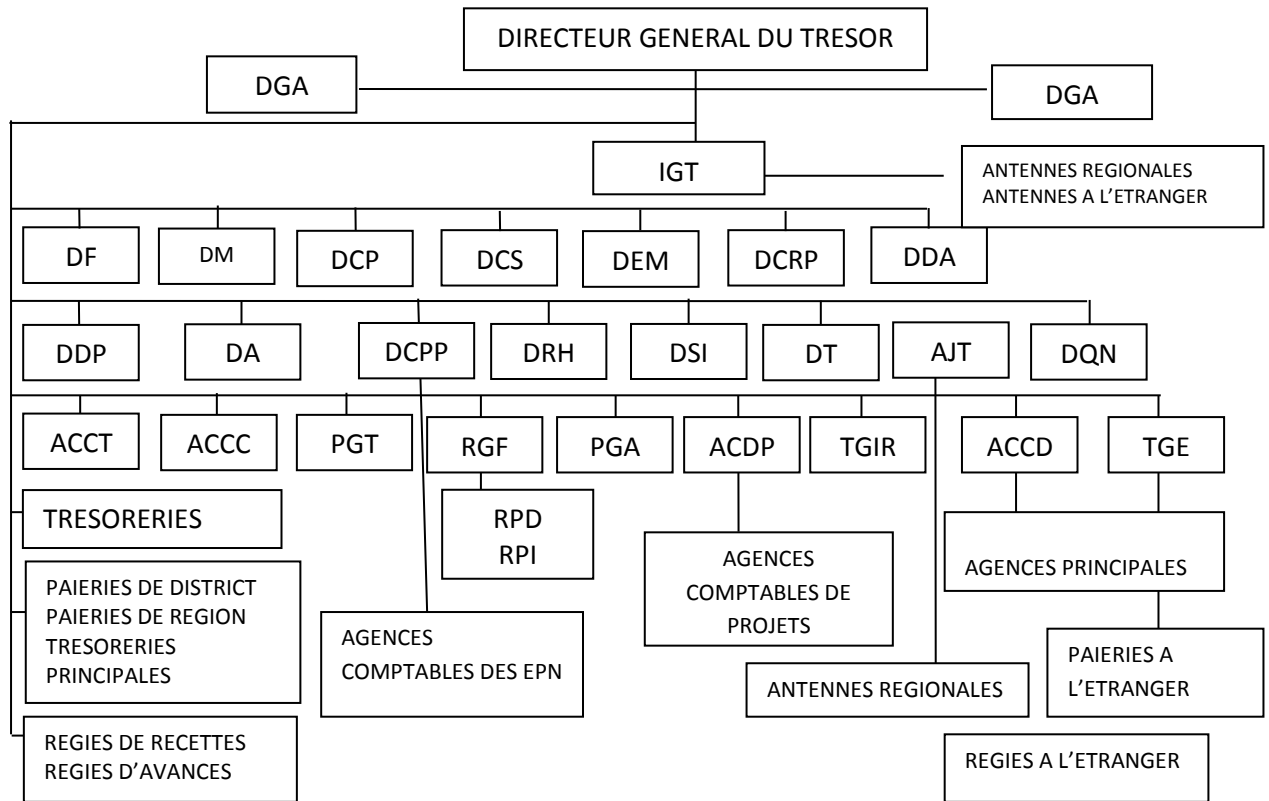 DIRECTEUR GENERAL DU TRESOR
DGA
DGA
IGT
ANTENNES REGIONALES
ANTENNES A L’ETRANGER
DF
DM
DCP
DCS
DEM
DCRP
DDA
DDP
DA
DCPP
DRH
DSI
DT
AJT
DQN
ACCT
ACCC
PGT
RGF
PGA
ACDP
TGIR
ACCD
TGE
TRESORERIES
RPD
RPI
AGENCES
COMPTABLES DE
PROJETS
AGENCES PRINCIPALES
PAIERIES DE DISTRICT
PAIERIES DE REGION
TRESORERIES
PRINCIPALES
AGENCES
COMPTABLES DES EPN
ANTENNES REGIONALES
PAIERIES A
L’ETRANGER
REGIES DE RECETTES
REGIES D’AVANCES
REGIES A L’ETRANGER